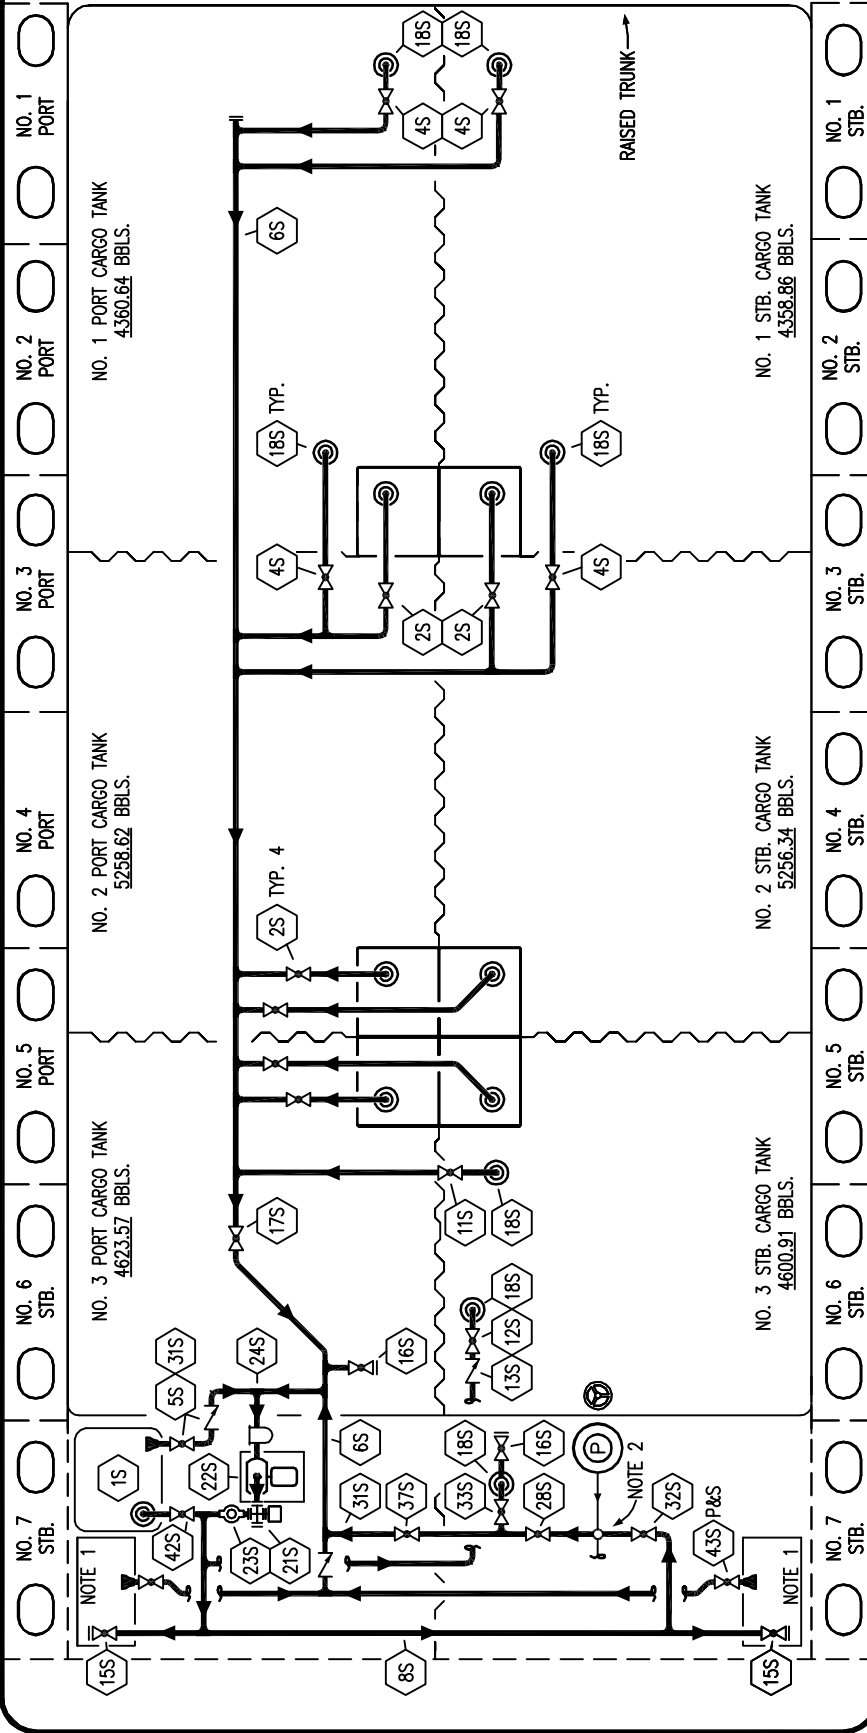 NO. 1
PORT
NO. 2
PORT
NO. 3
PORT
NO. 4
PORT
NO. 5
PORT
NO. 6
STB.
NO. 7
STB.
NO. 1 PORT CARGO TANK
4360.64 BBLS.
NO. 2 PORT CARGO TANK
5258.62 BBLS.
NO. 3 PORT CARGO TANK
4623.57 BBLS.
18S
18S
4S
4S
RAISED TRUNK
6S
18S TYP.
18S TYP.
4S
4S
2S
2S
2S TYP. 4
17S
11S
18S
18S
12S
13S
16S
24S
31S
5S
1S
22S
42S
23S
21S
6S
31S
37S
33S
18S
16S
2BS
P
NOTE 2
32S
43S P&S
NOTE 1
NOTE 1
15S
8S
15S
NO. 1 STB. CARGO TANK
4358.86 BBLS.
NO. 2 STB. CARGO TANK
5256.34 BBLS.
NO. 3 STB. CARGO TANK
4600.91 BBLS.
NO. 1
STB.
NO. 2
STB.
NO. 3
STB.
NO. 4
STB.
NO. 5
STB.
NO. 6
STB.
NO. 7
STB.